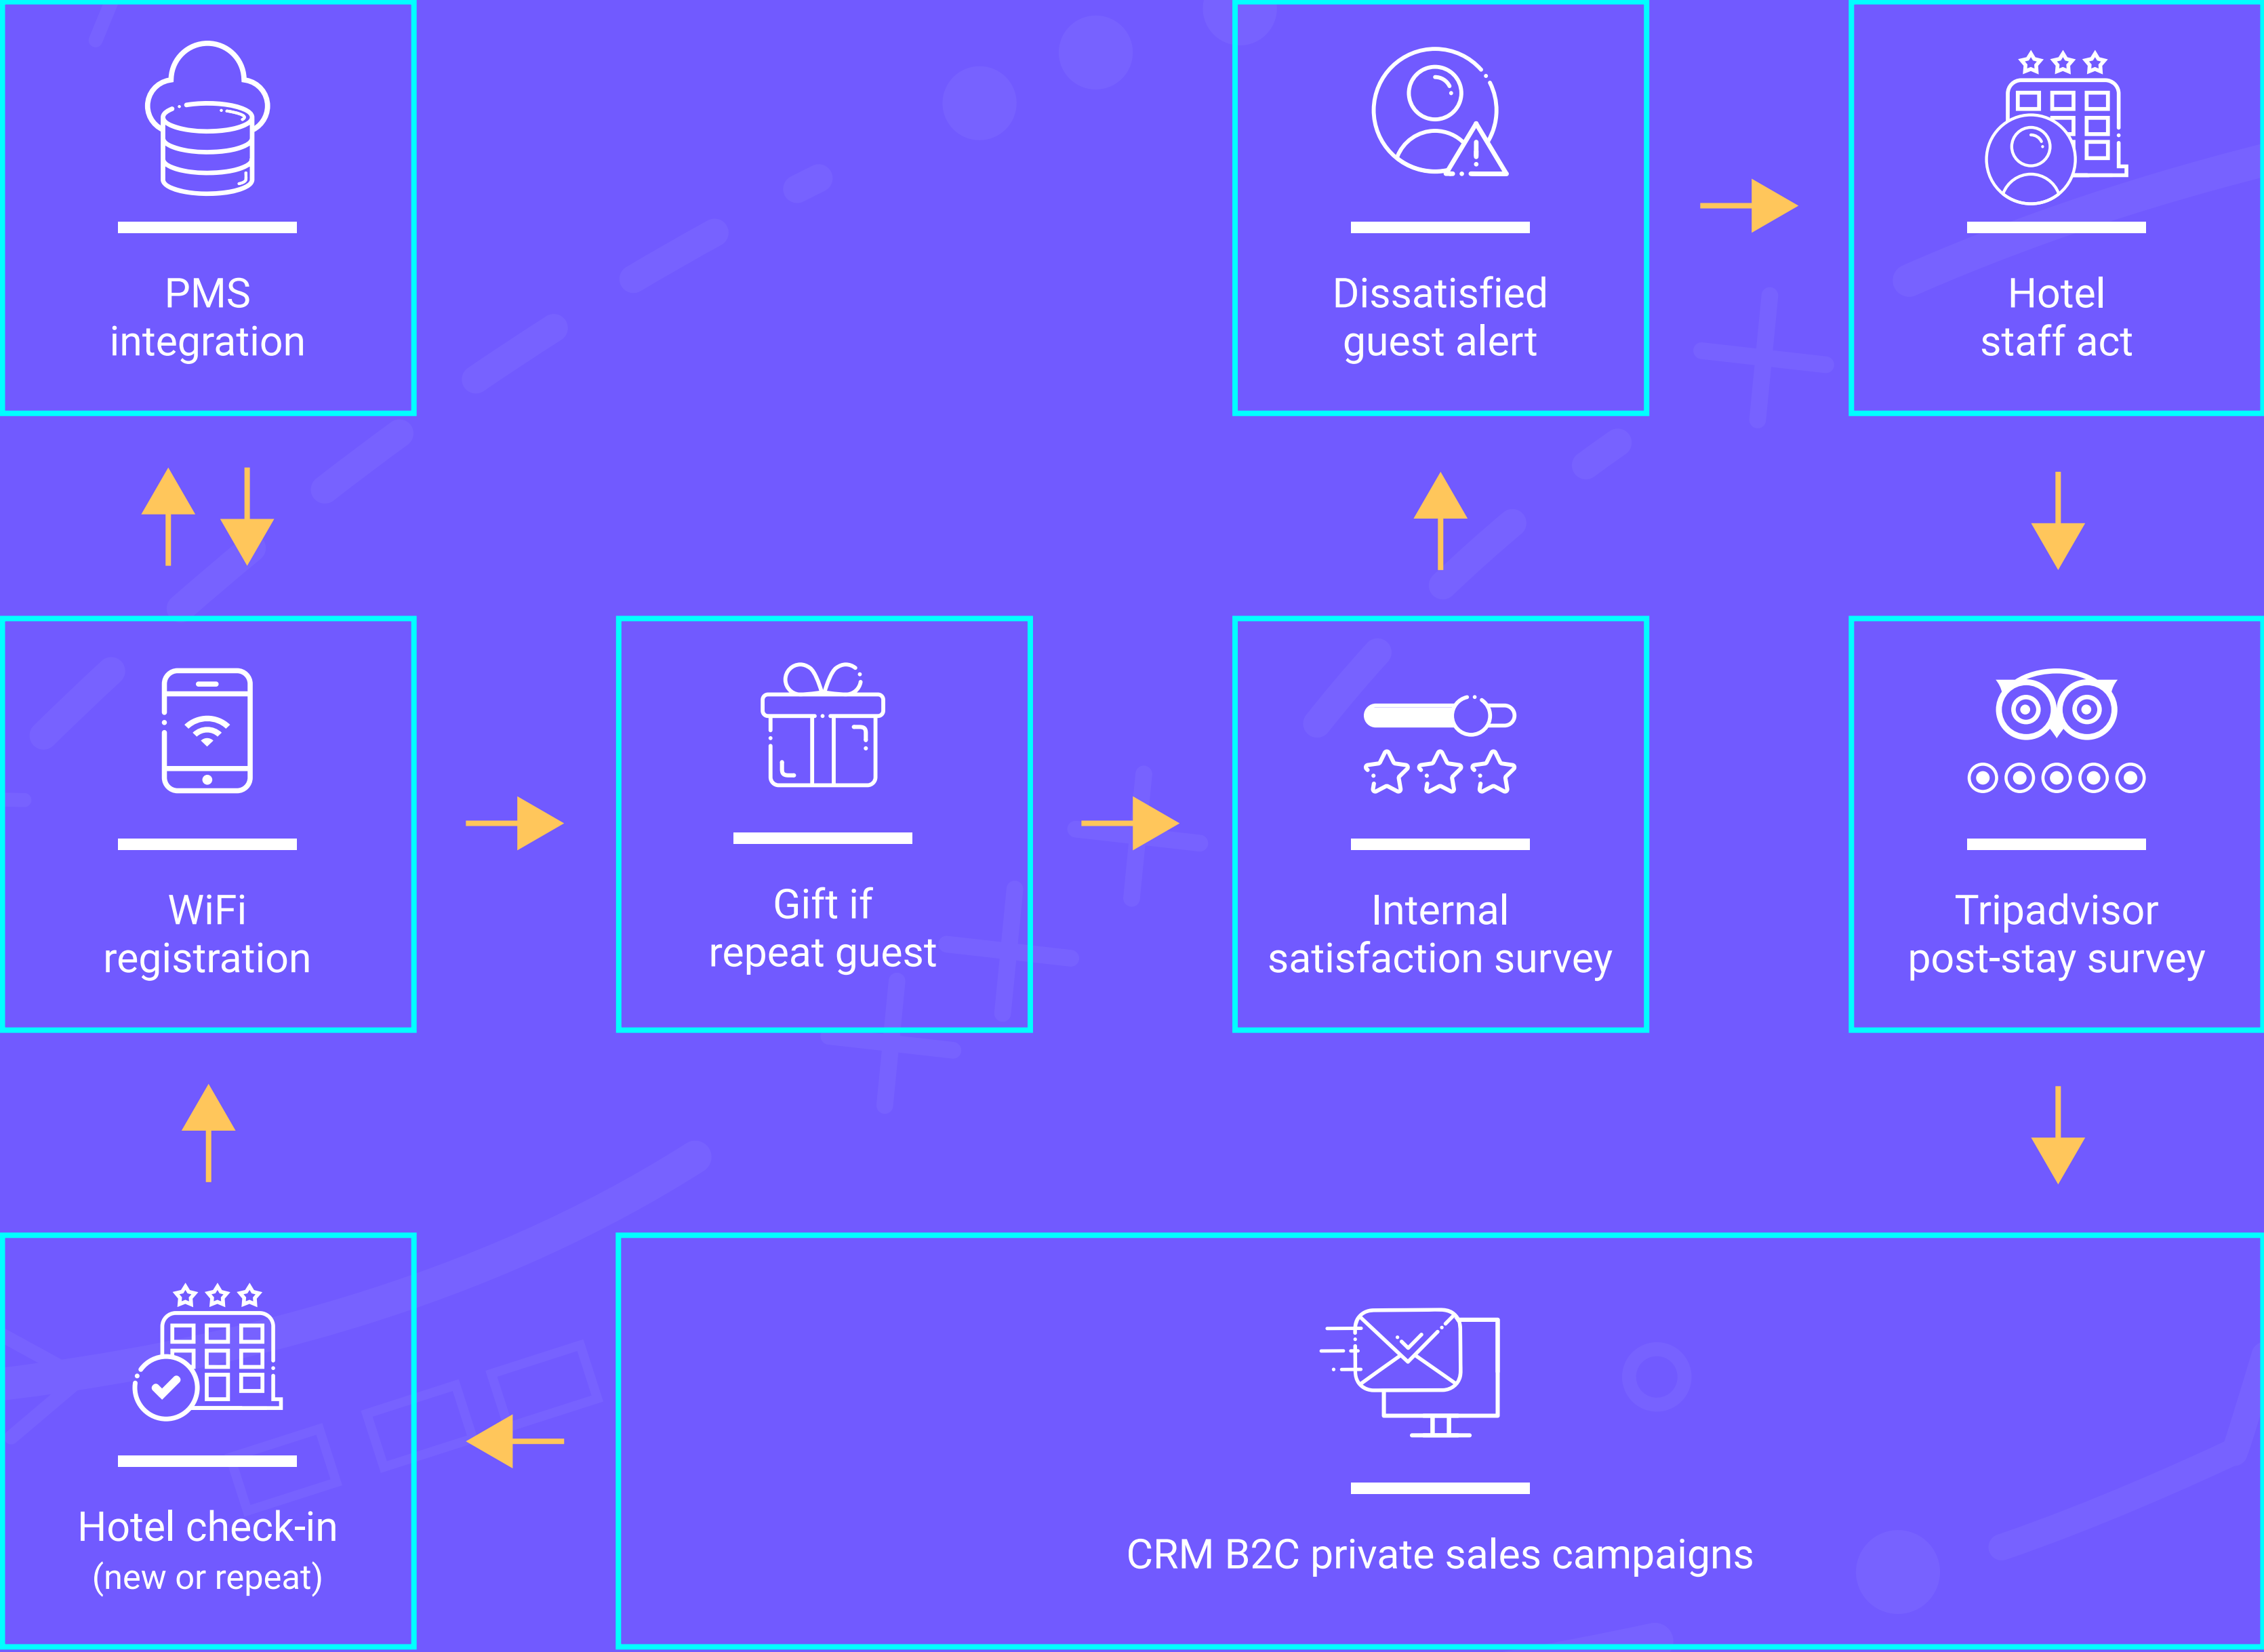 PMS
integration
Dissatisfied
guest alert
Hotel
staff act
WiFi
registration
Gift if
repeat guest
Internal
satisfaction survey
Tripadvisor
post-stay survey
Hotel check-in
(new or repeat)
CRM B2C private sales campaigns